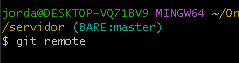 jorda@DESKTOP-VQ71BV9 MINGW64 ~/On
/servidor (BARE:master)
$ git remote